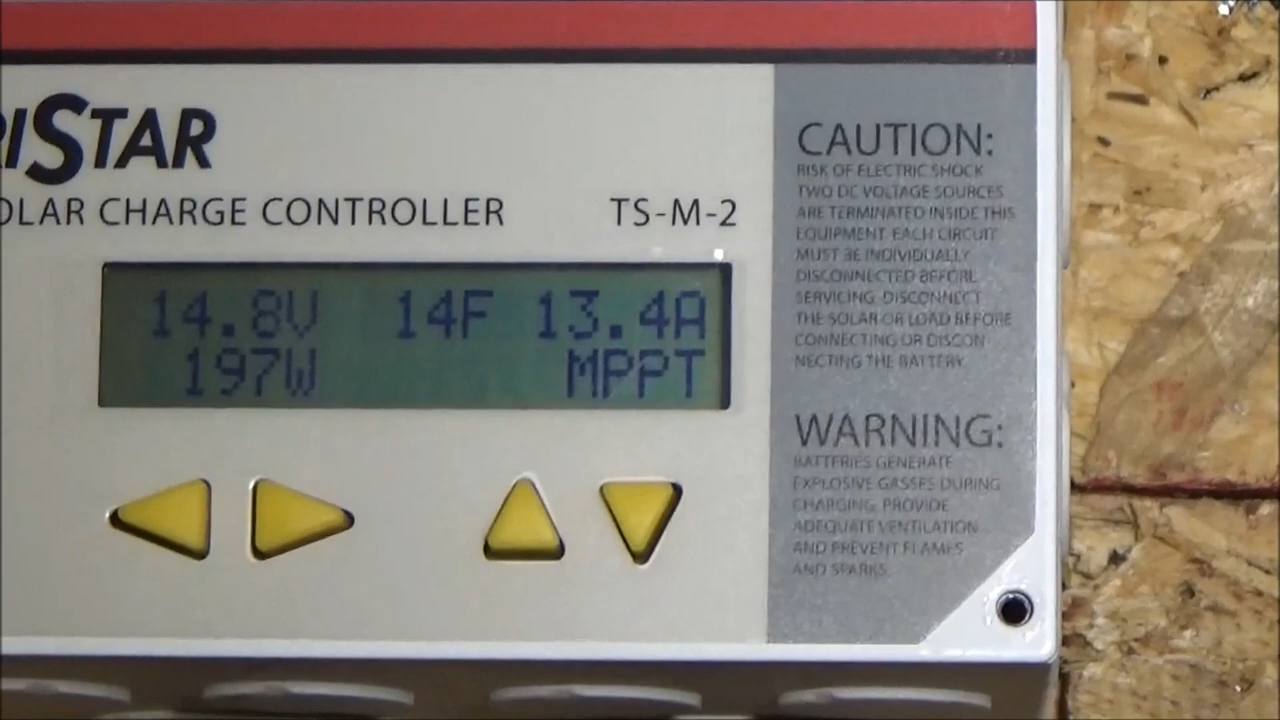 RISTAR
OLAR CHARGE CONTROLLER TS-M-2
14.8V 14F 13.4A
197W MPPT
CAUTION:
RISK OF ELECTRIC SHOCK
TWO DC VOLTAGE SOURCES
ARE TERMINATED INSIDE THIS
EQUIPMENT. EACH CIRCUIT
MUST BE INDIVIDUALLY
DISCONNECTED BEFORE
SERVICING. DISCONNECT
THE SOLAR OR LOAD BEFORE
CONNECTING OR DISCON
NECTING THE BATTERY.
WARNING:
BATTERIES GENERATE
EXPLOSIVE GASSES DURING
CHARGING. PROVIDE
ADEQUATE VENTILATION
AND PREVENT FLAMES
AND SPARKS.